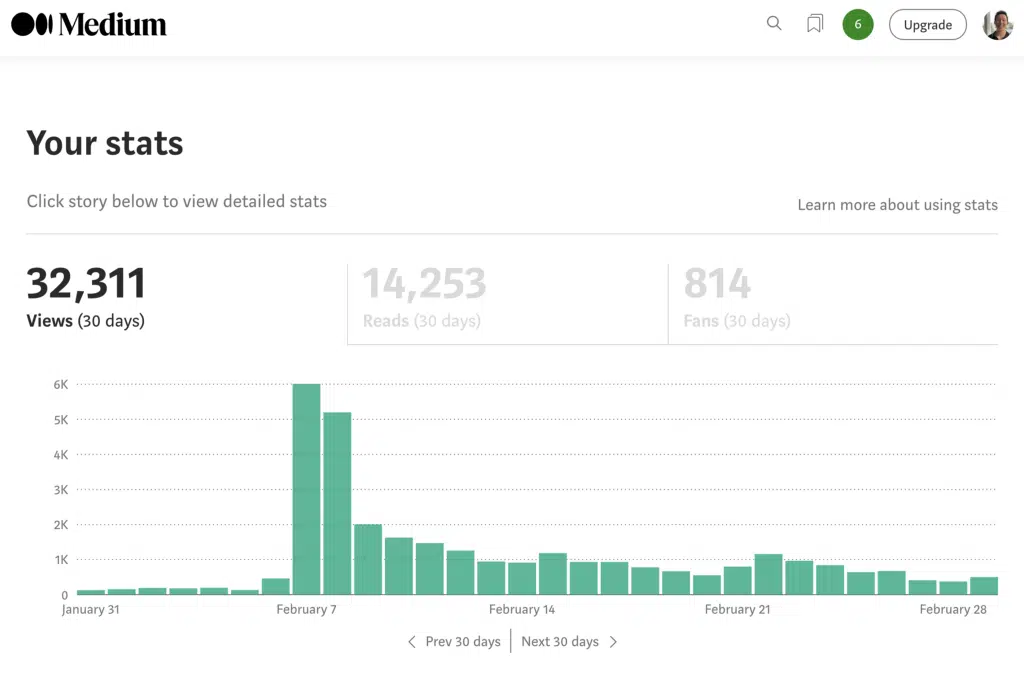 Medium
6
Upgrade
Your stats
Click story below to view detailed stats
Learn more about using stats
32,311
Views (30 days)
14,253
Reads (30 days)
814
Fans (30 days)
6K
5K
4K
3K
2K
1K
0
January 31
February 7
February 14
February 21
February 28
Prev 30 days
Next 30 days